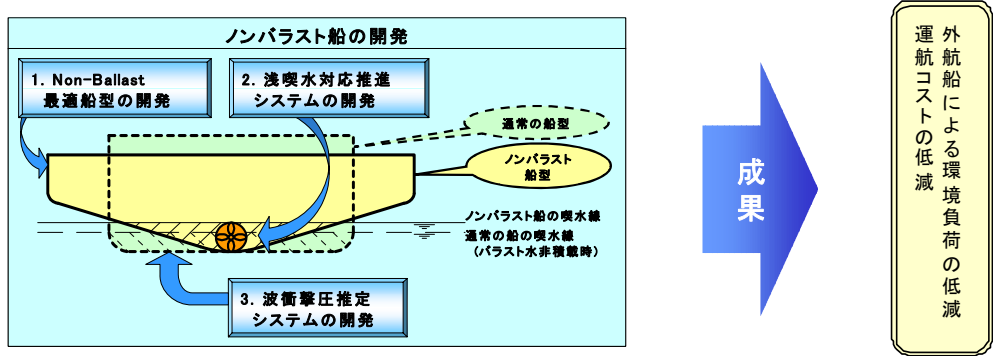 ノンバラスト船の開発
1. Non-Ballast
最適船型の開発
2. 浅喫水対応推進
システムの開発
通常の船型
ノンバラスト
船型
ノンバラスト船の喫水線
通常の船の喫水線
（バラスト水非積載時）
3. 波衝撃圧推定
システムの開発
成
果
外航船による環境負荷の低減
運航コストの低減